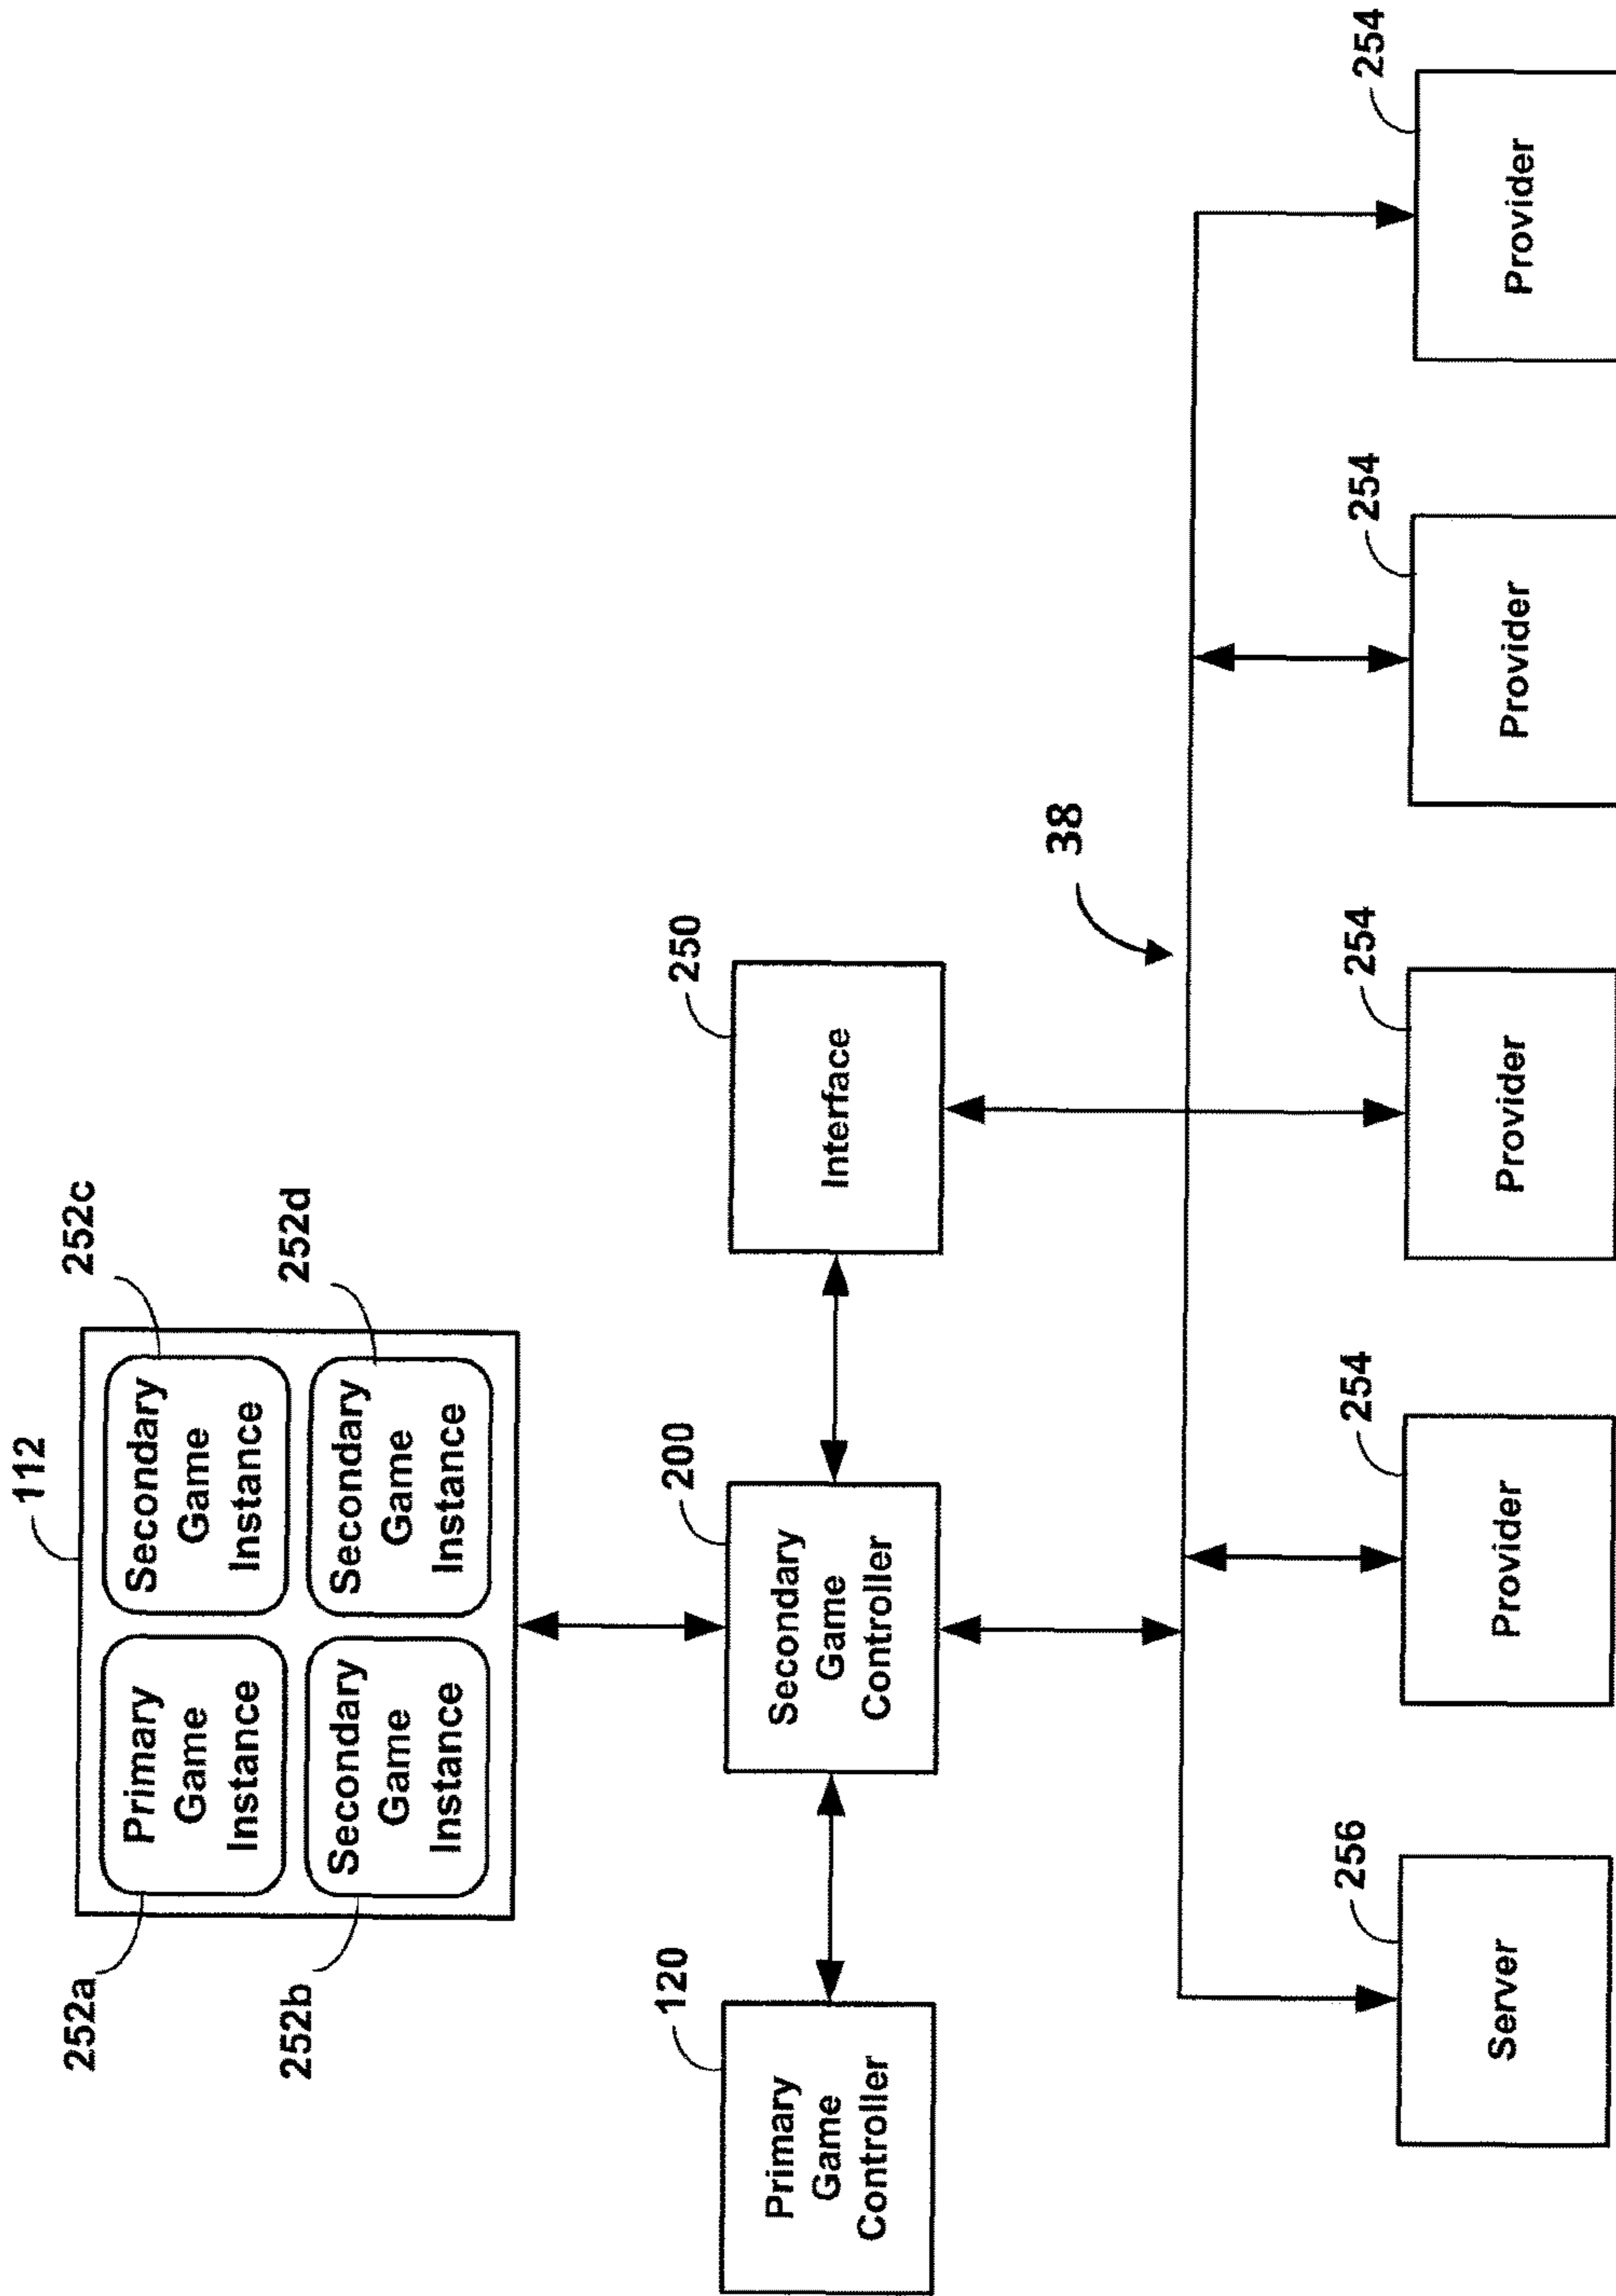 112
252a
Primary
Game
Instance
252c
Secondary
Game
Instance
252b
Secondary
Game
Instance
252d
Secondary
Game
Instance
120
Primary
Game
Controller
200
Secondary
Game
Controller
250
Interface
38
256
Server
254
Provider
254
Provider
254
Provider
254
Provider